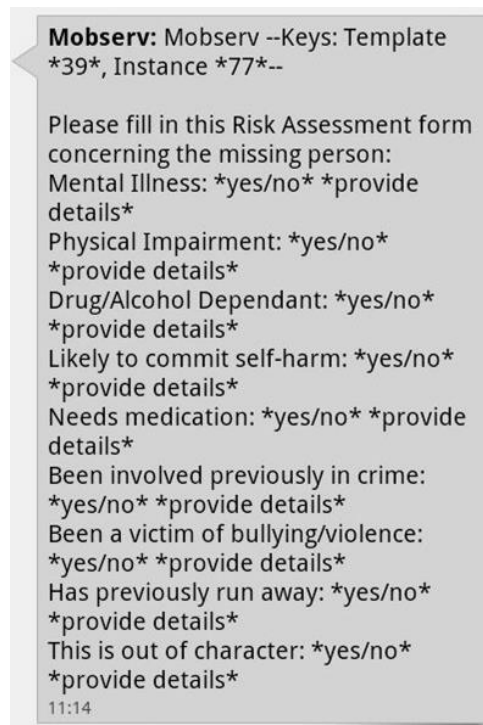 Mobserv: Mobserv --Keys: Template
*39*, Instance *77*--

Please fill in this Risk Assessment form
concerning the missing person:
Mental Illness: *yes/no* *provide
details*
Physical Impairment: *yes/no*
*provide details*
Drug/Alcohol Dependant: *yes/no*
*provide details*
Likely to commit self-harm: *yes/no*
*provide details*
Needs medication: *yes/no* *provide
details*
Been involved previously in crime:
*yes/no* *provide details*
Been a victim of bullying/violence:
*yes/no* *provide details*
Has previously run away: *yes/no*
*provide details*
This is out of character: *yes/no*
*provide details*
11:14